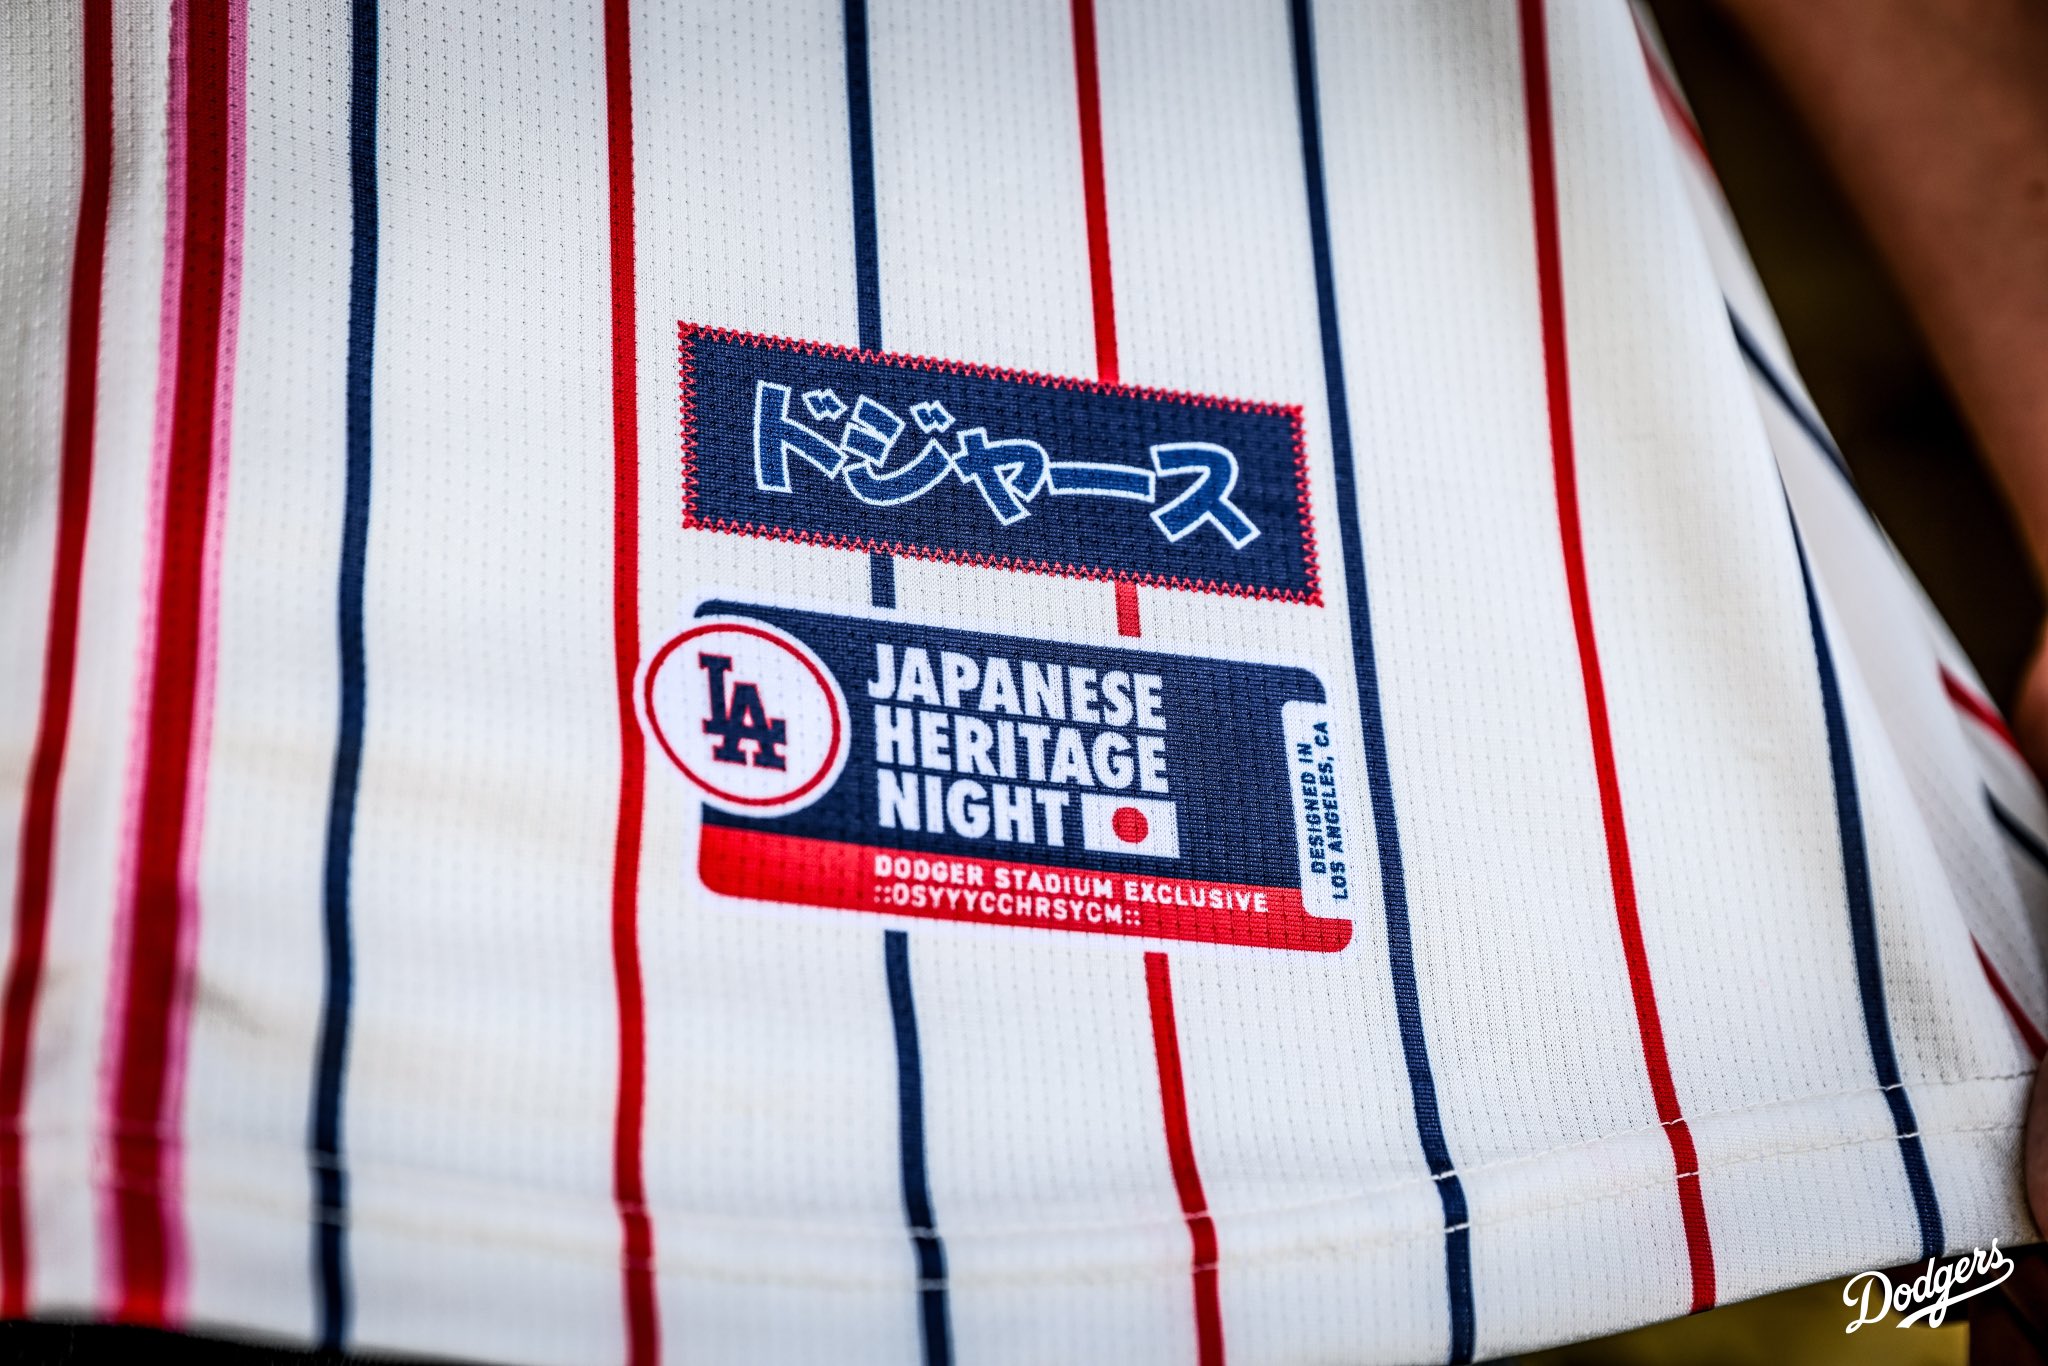 ドジャース
LA
JAPANESE
HERITAGE
NIGHT
DODGER STADIUM EXCLUSIVE
::OSYYYCCHRSYCM::
DESIGNED IN
LOS ANGELES, CA
Dodgers